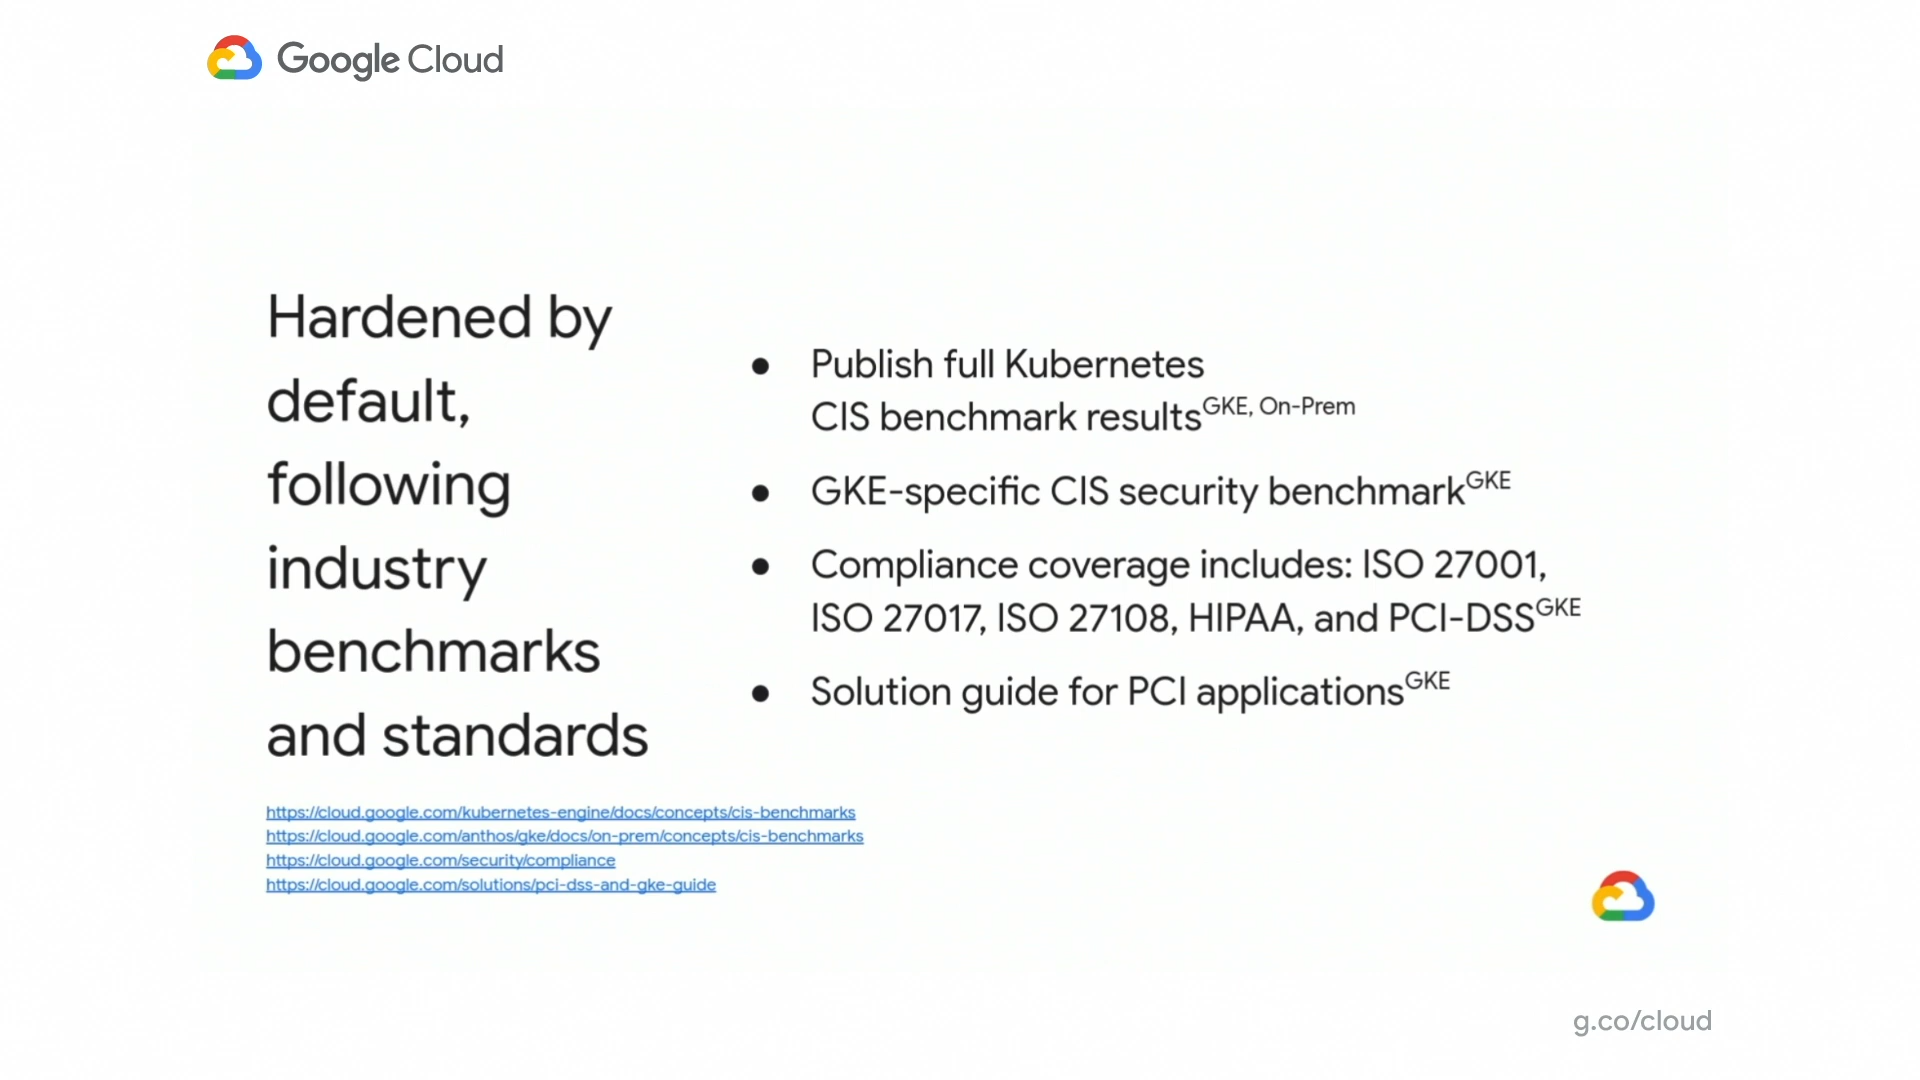 Google Cloud
Hardened by
default,
following
industry
benchmarks
and standards
● Publish full Kubernetes
CIS benchmark resultsGKE, On-Prem
● GKE-specific CIS security benchmarkGKE
● Compliance coverage includes: ISO 27001,
ISO 27017, ISO 27108, HIPAA, and PCI-DSSGKE
● Solution guide for PCI applicationsGKE
https://cloud.google.com/kubernetes-engine/docs/concepts/cis-benchmarks
https://cloud.google.com/anthos/gke/docs/on-prem/concepts/cis-benchmarks
https://cloud.google.com/security/compliance
https://cloud.google.com/solutions/pci-dss-and-gke-guide
g.co/cloud